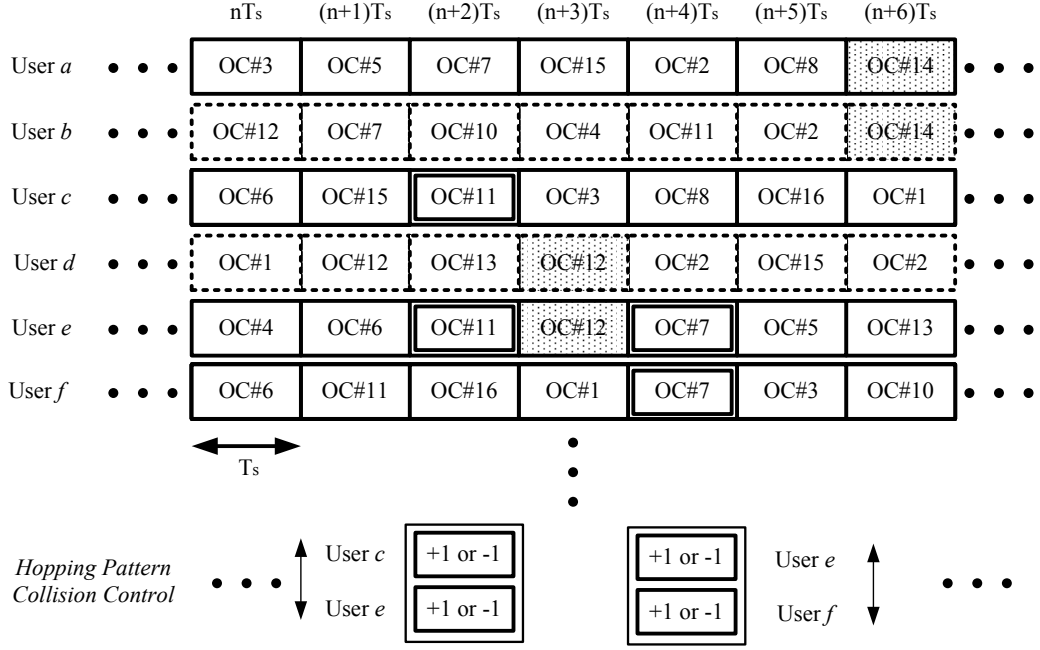 nTs (n+1)Ts (n+2)Ts (n+3)Ts (n+4)Ts (n+5)Ts (n+6)Ts
User a OC#3 OC#5 OC#7 OC#15 OC#2 OC#8 OC#14
User b OC#12 OC#7 OC#10 OC#4 OC#11 OC#2 OC#14
User c OC#6 OC#15 OC#11 OC#3 OC#8 OC#16 OC#1
User d OC#1 OC#12 OC#13 OC#12 OC#2 OC#15 OC#2
User e OC#4 OC#6 OC#11 OC#12 OC#7 OC#5 OC#13
User f OC#6 OC#11 OC#16 OC#1 OC#7 OC#3 OC#10
Ts
Hopping Pattern
Collision Control
User c +1 or -1
User e +1 or -1
+1 or -1 User e
+1 or -1 User f